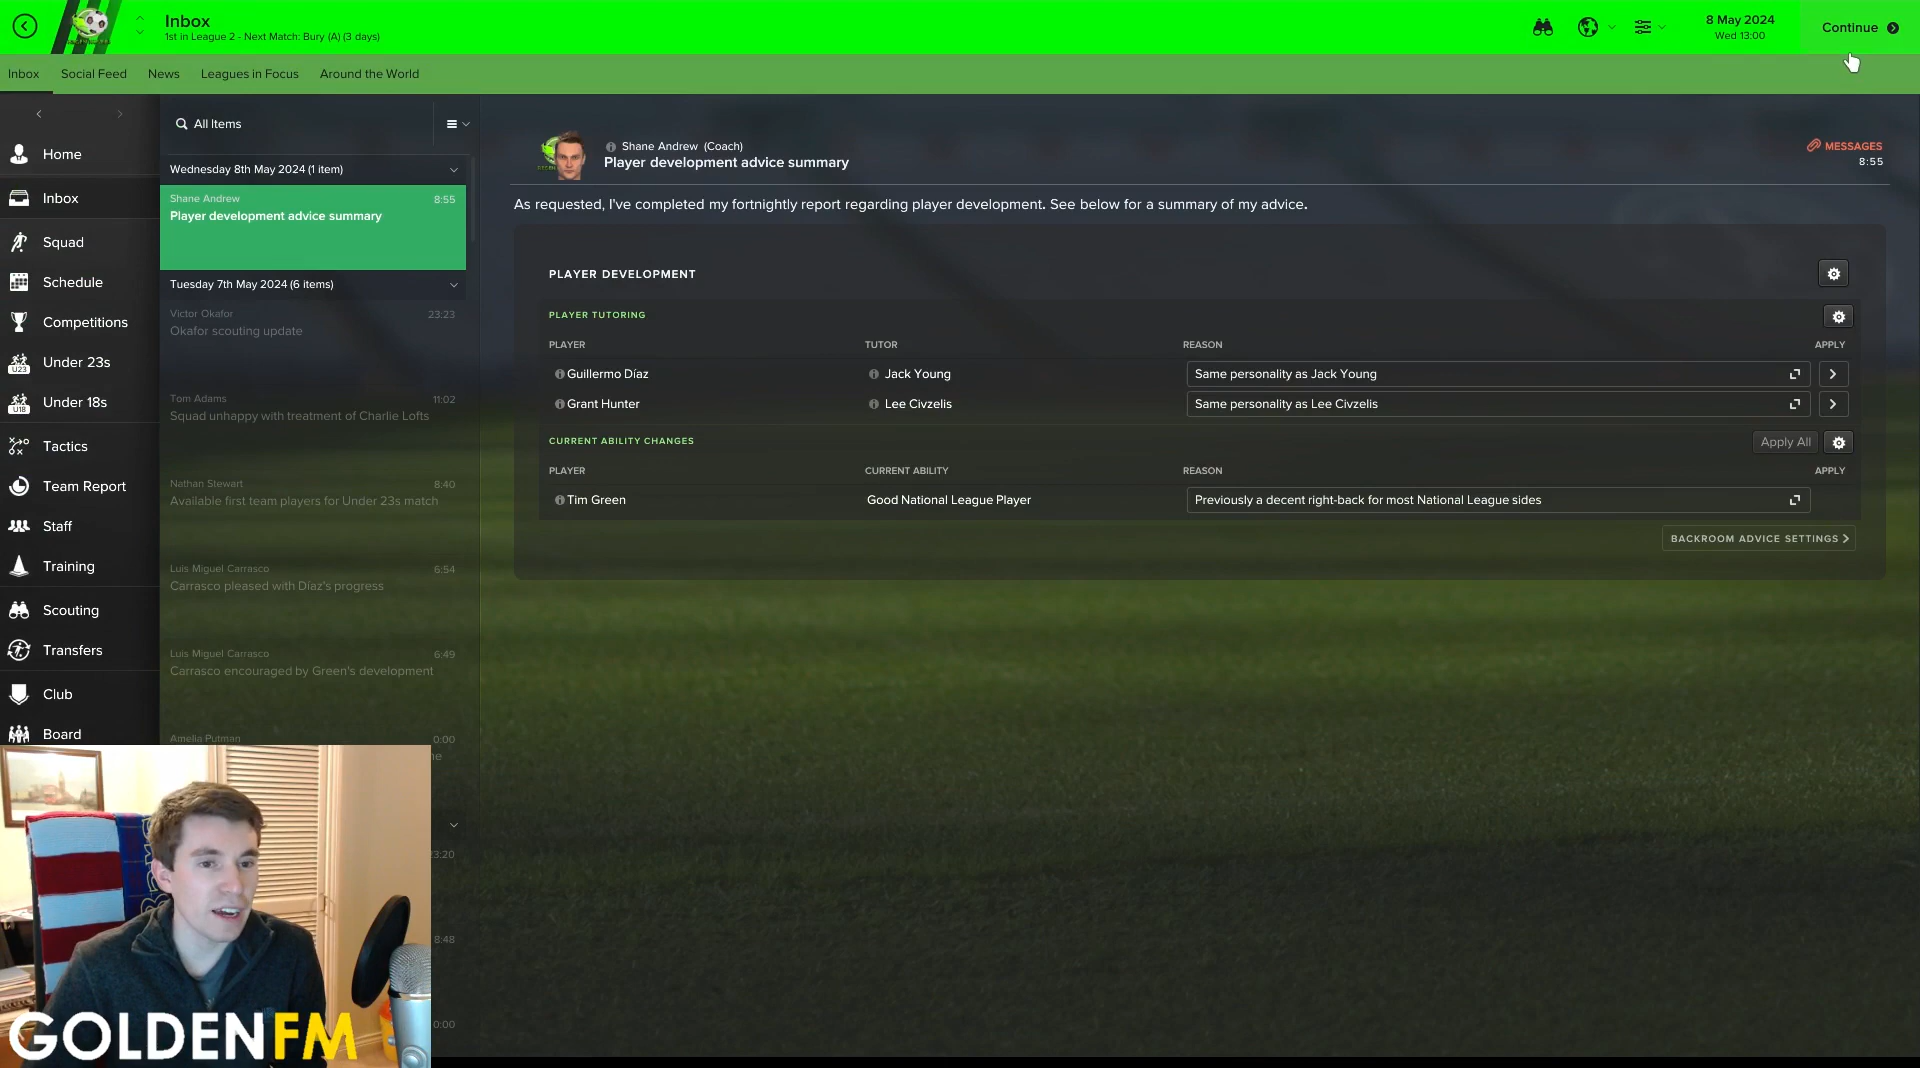 Inbox
1st in League 2 - Next Match: Bury (A) (3 days)
8 May 2024
Wed 13:00
Continue
Inbox Social Feed News Leagues in Focus Around the World
Home
Inbox
Squad
Schedule
Competitions
U23 Under 23s
U18 Under 18s
Tactics
Team Report
Staff
Training
Scouting
Transfers
Club
Board
All Items
Wednesday 8th May 2024 (1 item)
Shane Andrew 8:55
Player development advice summary
Tuesday 7th May 2024 (6 items)
Victor Okafor 23:23
Okafor scouting update
Tom Adams 11:02
Squad unhappy with treatment of Charlie Lofts
Nathan Stewart 8:40
Available first team players for Under 23s match
Luis Miguel Carrasco 6:54
Carrasco pleased with Díaz's progress
Luis Miguel Carrasco 6:49
Carrasco encouraged by Green's development
Amelia Putman 0:00
ne
3:20
8:48
0:00
Shane Andrew (Coach)
Player development advice summary
MESSAGES
8:55
As requested, I've completed my fortnightly report regarding player development. See below for a summary of my advice.
PLAYER DEVELOPMENT
PLAYER TUTORING
PLAYER TUTOR REASON APPLY
Guillermo Díaz Jack Young Same personality as Jack Young
Grant Hunter Lee Civzelis Same personality as Lee Civzelis
CURRENT ABILITY CHANGES Apply All
PLAYER CURRENT ABILITY REASON APPLY
Tim Green Good National League Player Previously a decent right-back for most National League sides
BACKROOM ADVICE SETTINGS
GOLDENFM